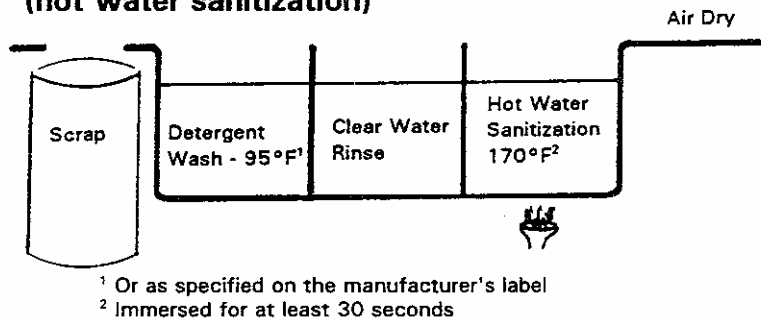 (hot water sanitization)
Air Dry
Scrap
Detergent
Wash - 95°F¹
Clear Water
Rinse
Hot Water
Sanitization
170°F²
¹ Or as specified on the manufacturer's label
² Immersed for at least 30 seconds